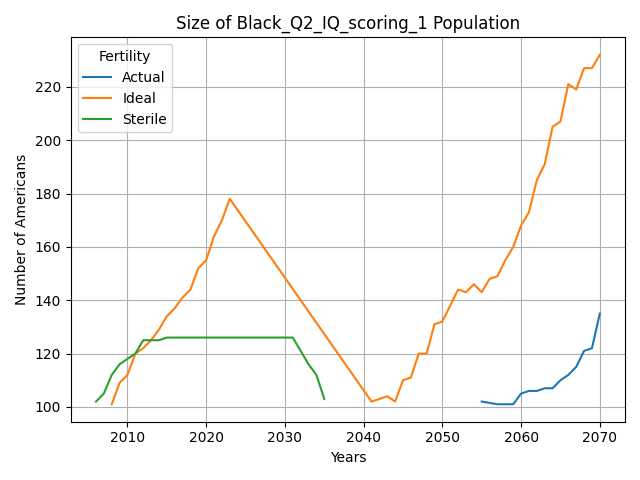 Size of Black_Q2_IQ_scoring_1 Population
Fertility
Actual
Ideal
Sterile
Number of Americans
220
200
180
160
140
120
100
2010 2020 2030 2040 2050 2060 2070
Years